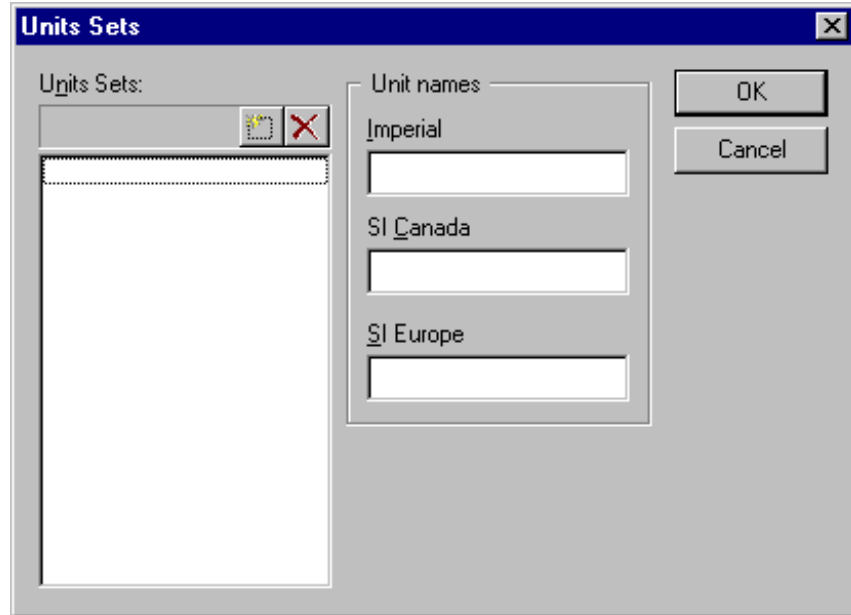 Units Sets
Units Sets:
Unit names
OK
Imperial
Cancel
SI Canada
SI Europe